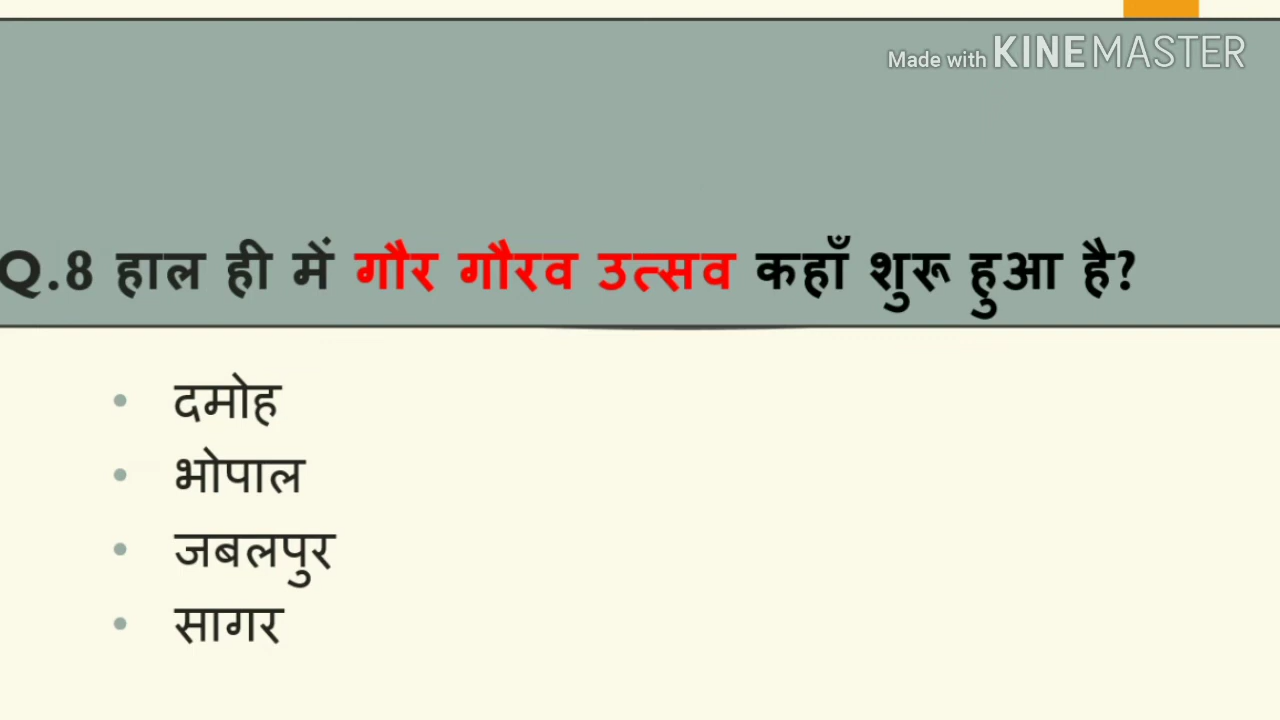 Made with KINEMASTER
Q.8 हाल ही में गौर गौरव उत्सव कहाँ शुरू हुआ है?
• दमोह
• भोपाल
• जबलपुर
• सागर